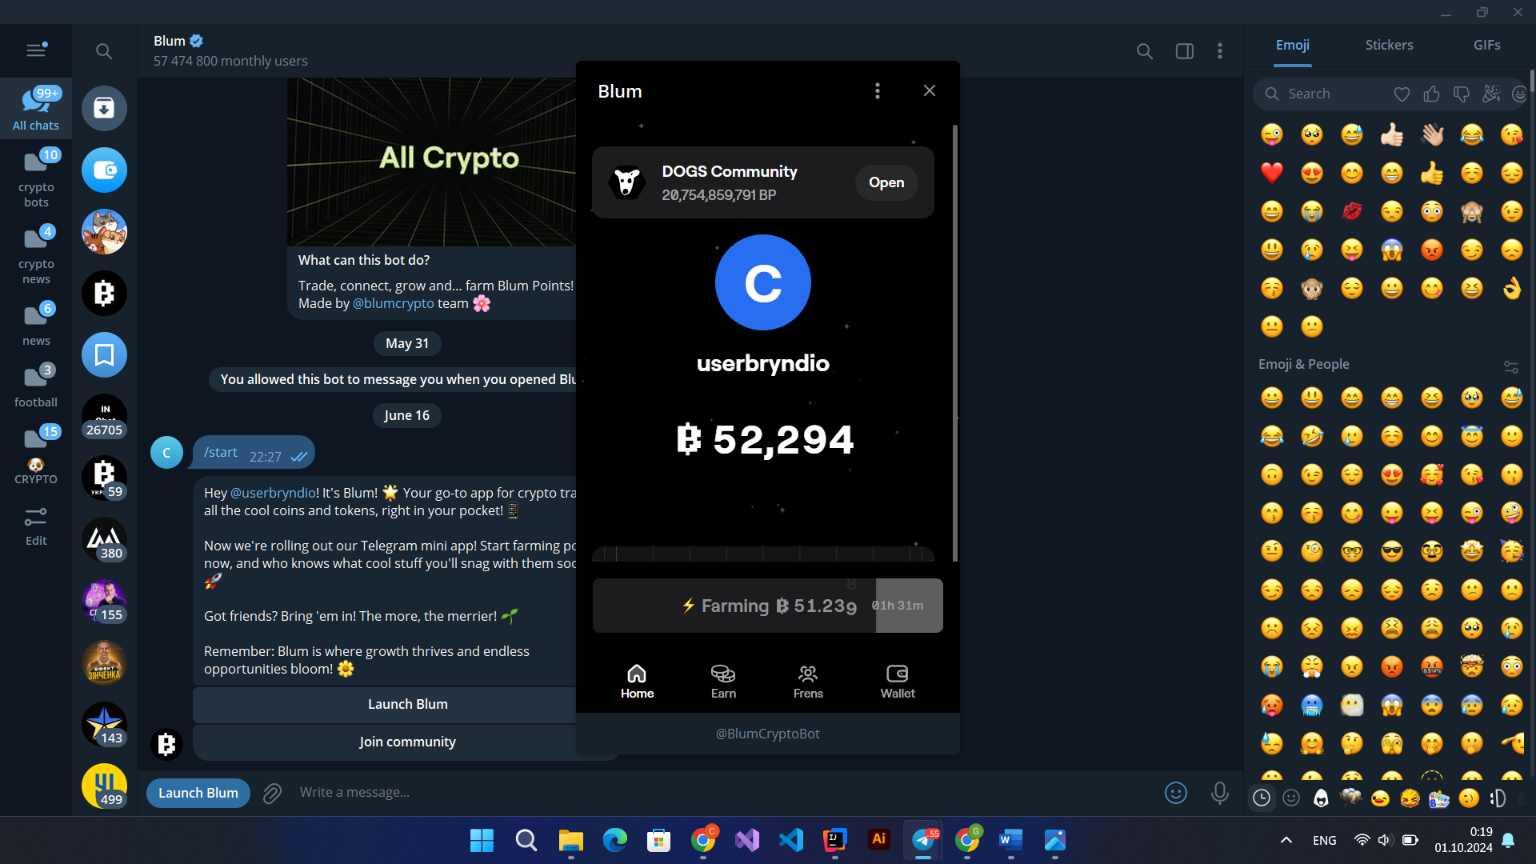 Blum
57 474 800 monthly users
99+
All chats
10
crypto
bots
4
crypto
news
6
news
3
football
15
CRYPTO
Edit
IN
26705
59
380
155
143
499
All Crypto
What can this bot do?
Trade, connect, grow and... farm Blum Points!
Made by @blumcrypto team 🌸
May 31
You allowed this bot to message you when you opened Blu
June 16
C
/start 22:27
Hey @userbryndio! It's Blum! 🌟 Your go-to app for crypto tra
all the cool coins and tokens, right in your pocket! 📱
Now we're rolling out our Telegram mini app! Start farming po
now, and who knows what cool stuff you'll snag with them soo
🚀
Got friends? Bring 'em in! The more, the merrier! 🌱
Remember: Blum is where growth thrives and endless
opportunities bloom! 🌼
Launch Blum
Join community
Launch Blum
Write a message...
Blum
DOGS Community
20,754,859,791 BP
Open
C
userbryndio
52,294
⚡ Farming 51.239
01h 31m
Home
Earn
Frens
Wallet
@BlumCryptoBot
Emoji
Stickers
GIFs
Search
Emoji & People
C
IJ
Ai
59
G
W
ENG
0:19
01.10.2024